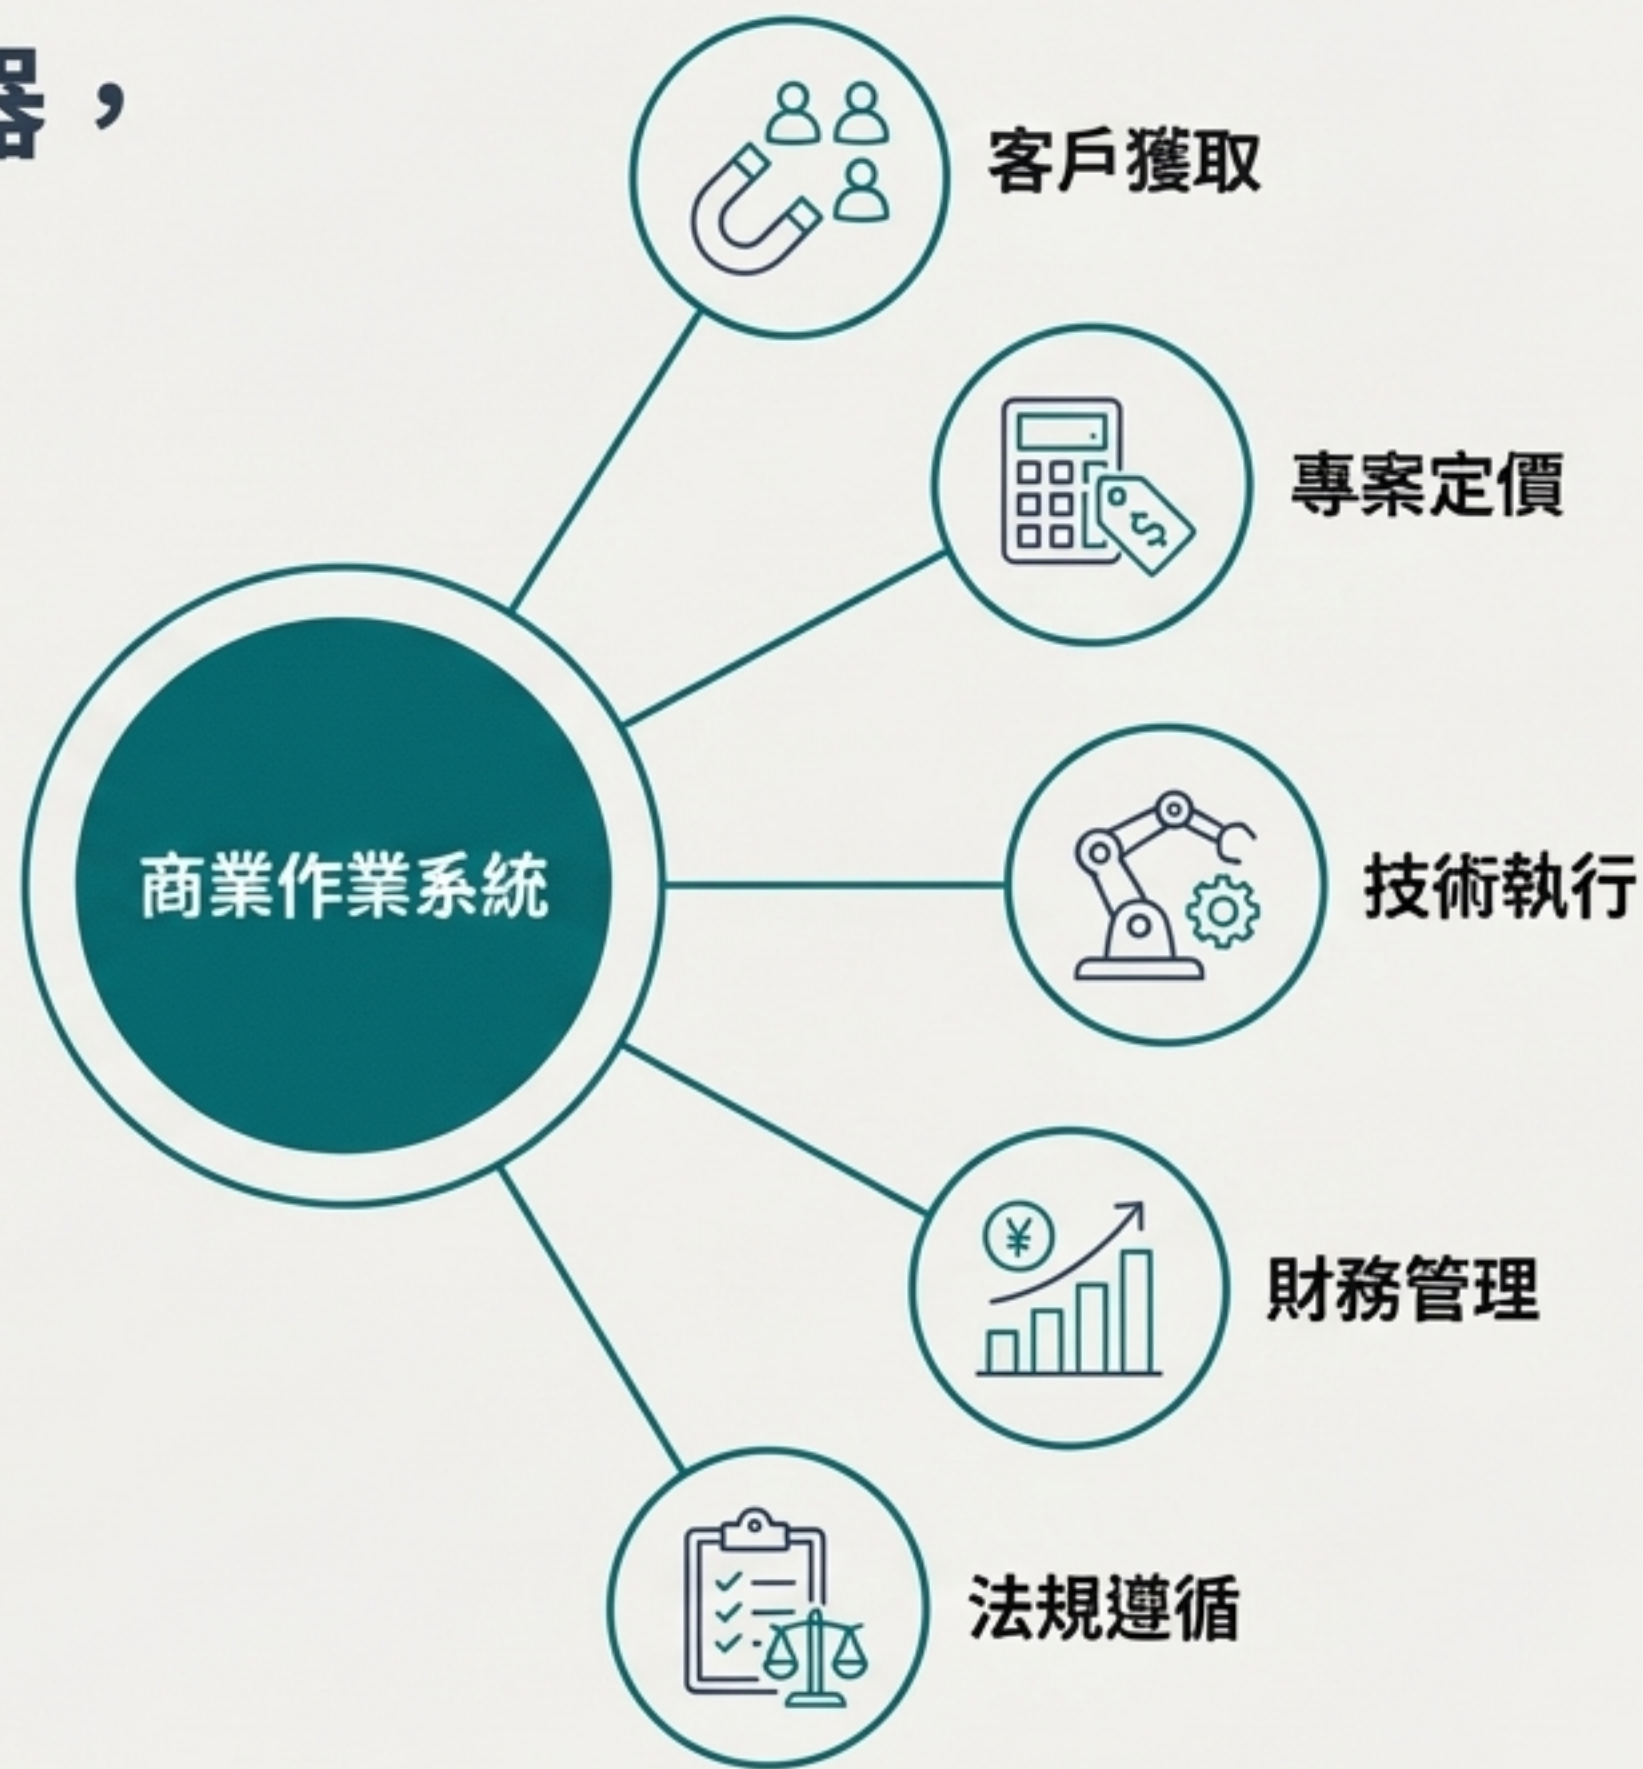 器，
客戶獲取
專案定價
商業作業系統
技術執行
財務管理
法規遵循